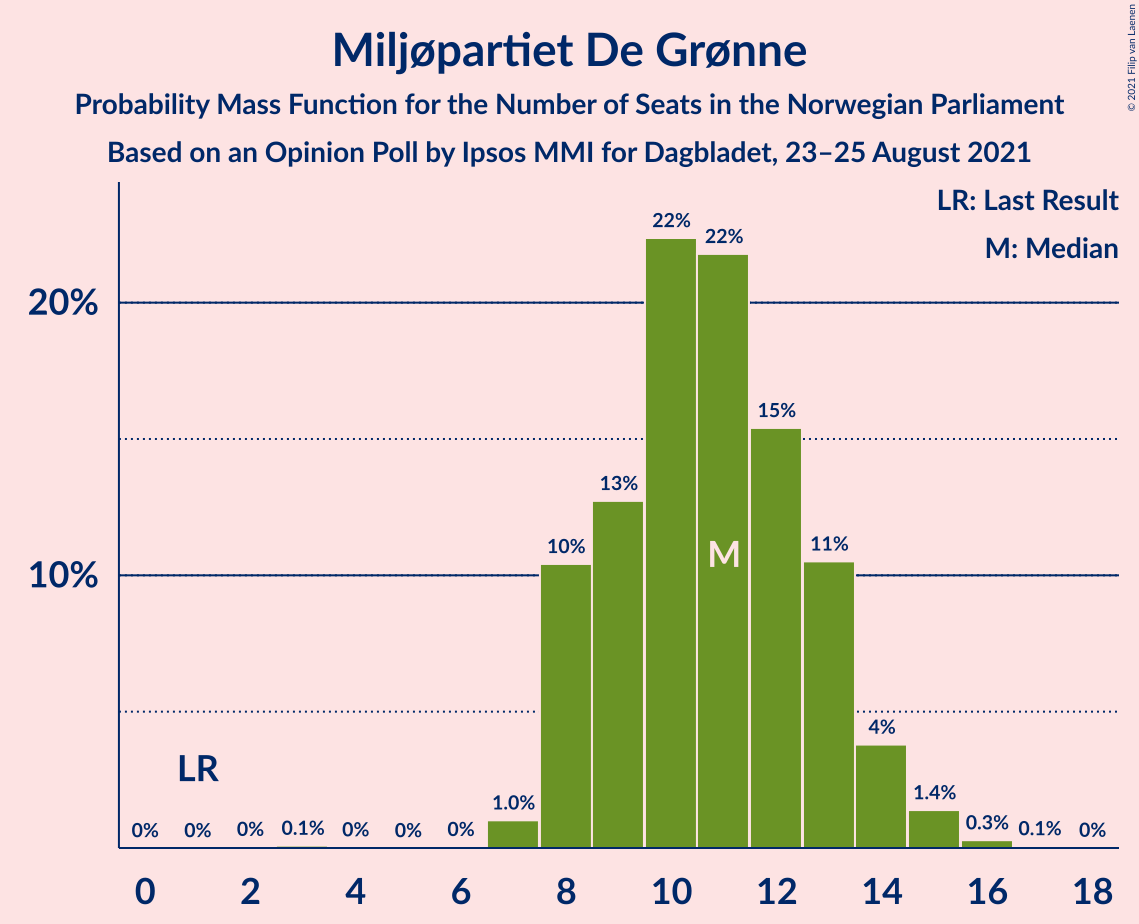 © 2021 Filip van Laenen
Miljøpartiet De Grønne
Probability Mass Function for the Number of Seats in the Norwegian Parliament
Based on an Opinion Poll by Ipsos MMI for Dagbladet, 23–25 August 2021
LR: Last Result
M: Median
20%
10%
22%
22%
15%
13%
10%
11%
M
4%
LR
1.0%
1.4%
0%
0%
0%
0.1%
0%
0%
0%
0.3%
0.1%
0%
0 2 4 6 8 10 12 14 16 18